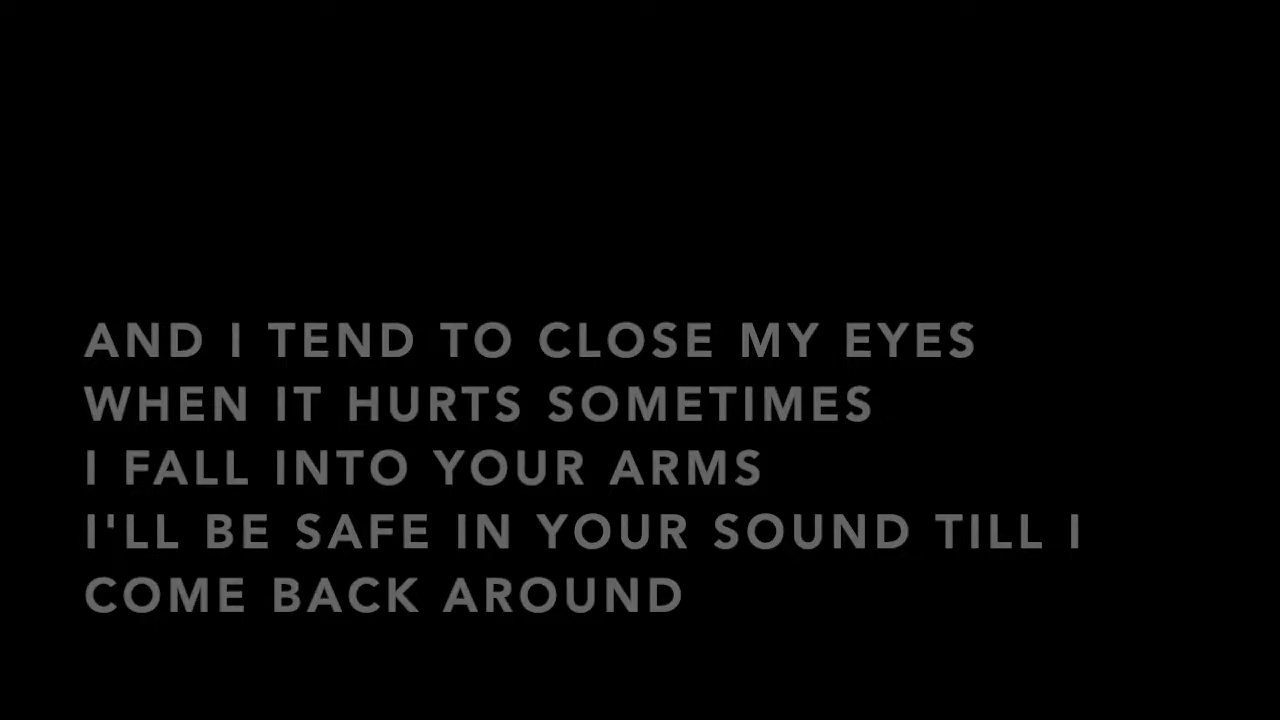 AND I TEND TO CLOSE MY EYES
WHEN IT HURTS SOMETIMES
I FALL INTO YOUR ARMS
I'LL BE SAFE IN YOUR SOUND TILL I
COME BACK AROUND